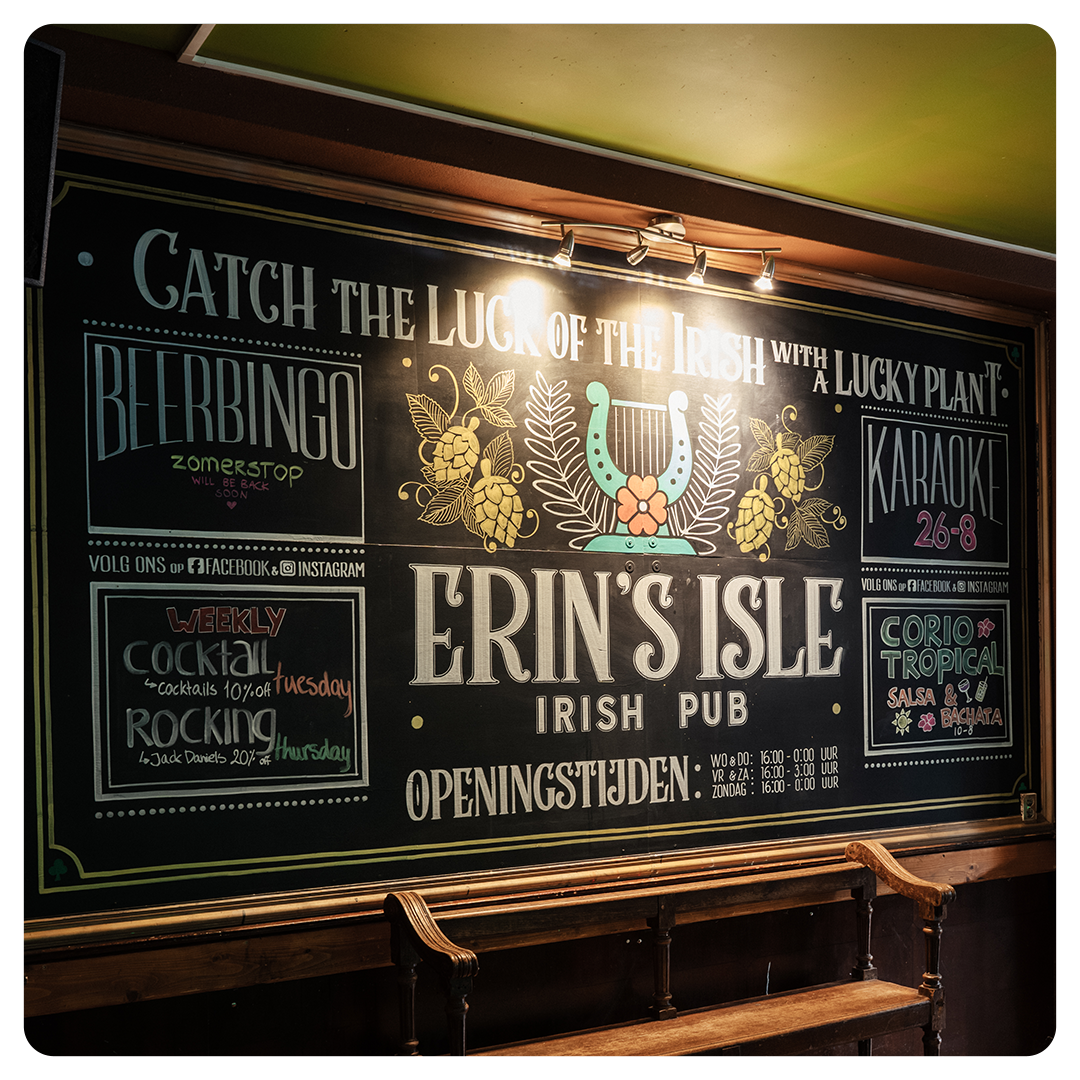 CATCH THE LUCK OF THE IRISH WITH A LUCKY PLANT
BEERBINGO
ZOMERSTOP
WILL BE BACK
SOON
VOLG ONS OP FACEBOOK & INSTAGRAM
WEEKLY
COCKTAIL tuesday
Cocktails 10% off
ROCKING thursday
Jack Daniels 20% off
ERIN'S ISLE
IRISH PUB
OPENINGSTIJDEN:
WO & DO: 16:00 - 0:00 UUR
VR & ZA: 16:00 - 3:00 UUR
ZONDAG: 16:00 - 0:00 UUR
KARAOKE
26-8
VOLG ONS OP FACEBOOK & INSTAGRAM
CORIO
TROPICAL
SALSA &
BACHATA
10-8